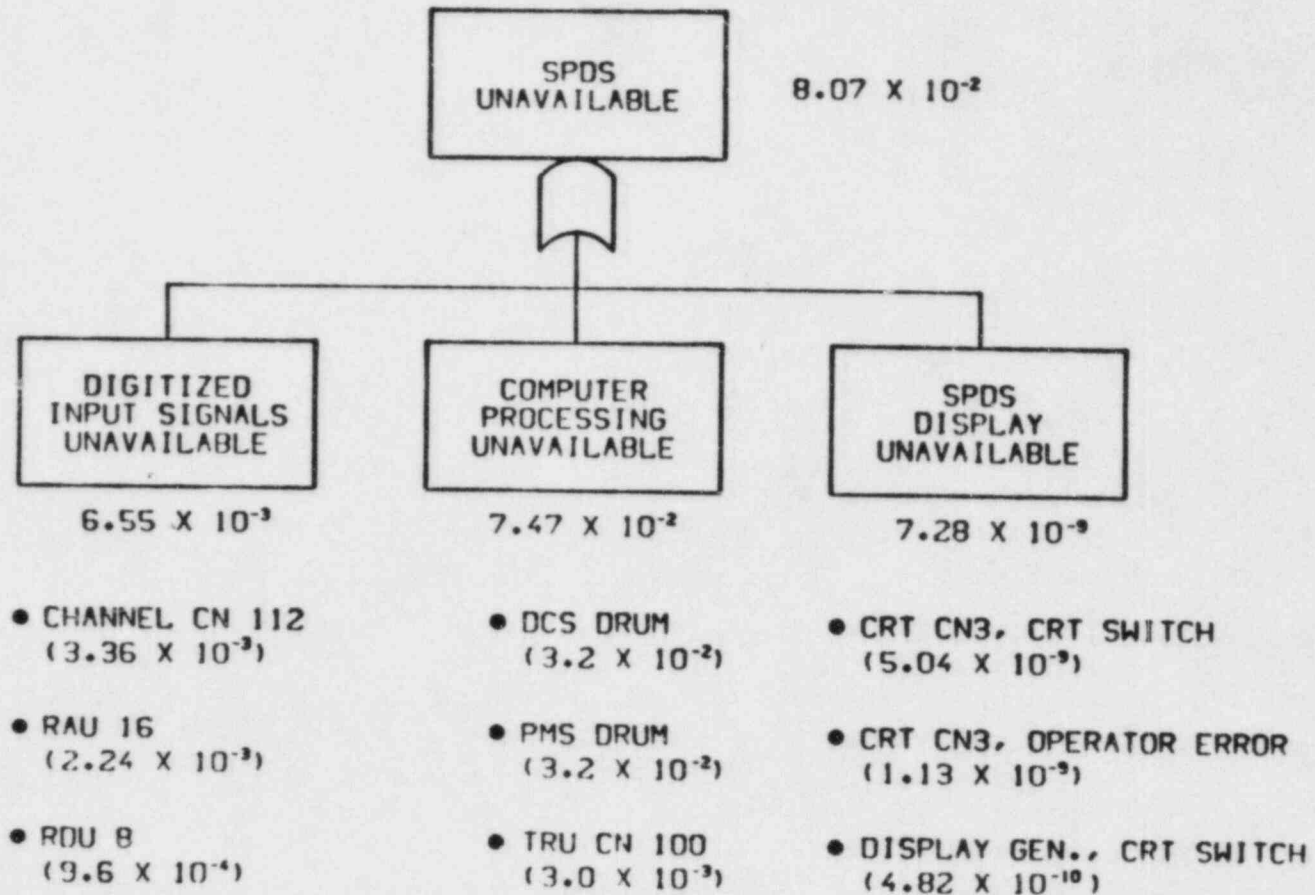 SPDS
UNAVAILABLE
8.07 X 10⁻²
DIGITIZED
INPUT SIGNALS
UNAVAILABLE
6.55 X 10⁻³
COMPUTER
PROCESSING
UNAVAILABLE
7.47 X 10⁻²
SPDS
DISPLAY
UNAVAILABLE
7.28 X 10⁻⁹
● CHANNEL CN 112
(3.36 X 10⁻³)
● RAU 16
(2.24 X 10⁻³)
● RDU 8
(9.6 X 10⁻⁴)
● DCS DRUM
(3.2 X 10⁻²)
● PMS DRUM
(3.2 X 10⁻²)
● TRU CN 100
(3.0 X 10⁻³)
● CRT CN3, CRT SWITCH
(5.04 X 10⁻⁹)
● CRT CN3, OPERATOR ERROR
(1.13 X 10⁻⁹)
● DISPLAY GEN., CRT SWITCH
(4.82 X 10⁻¹⁰)